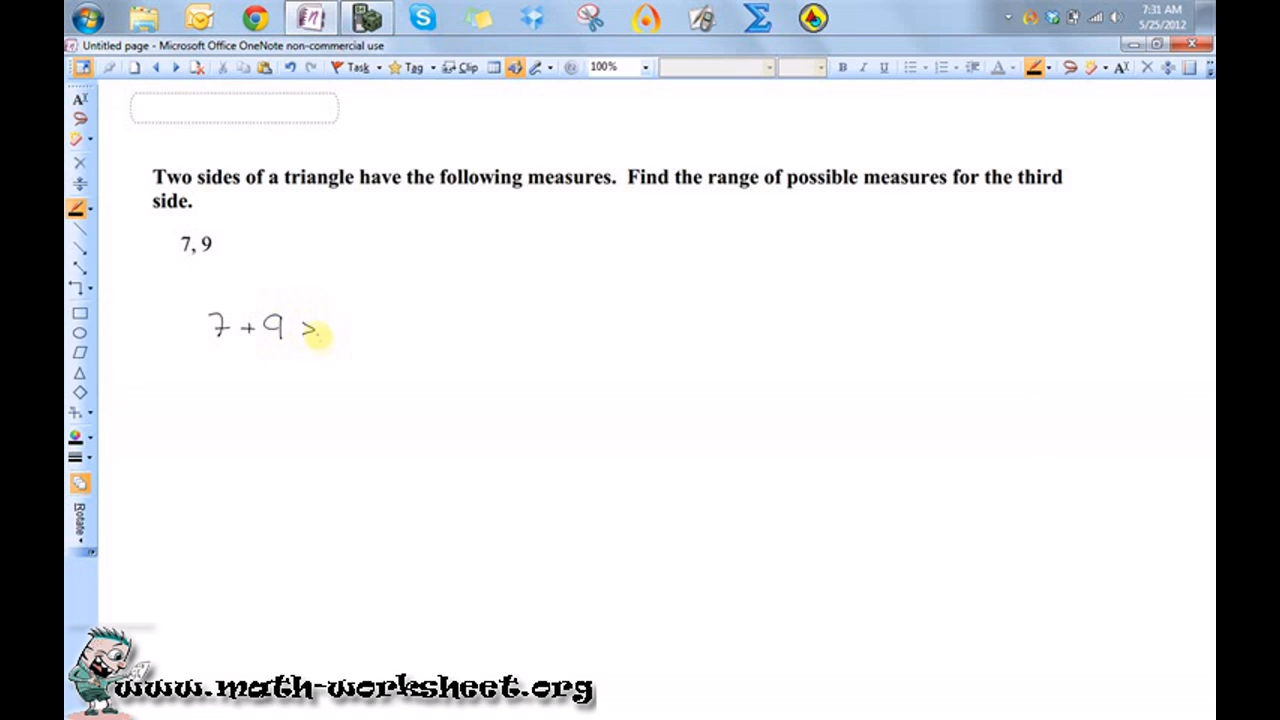 7:31 AM
5/25/2012
Untitled page - Microsoft Office OneNote non-commercial use
Task Tag Clip 100% B I U
Two sides of a triangle have the following measures. Find the range of possible measures for the third
side.
7, 9
7 + 9 >
Rotate
www.math-worksheet.org